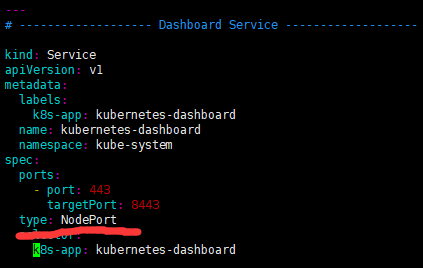 ---
# ------------------- Dashboard Service -------------------
kind: Service
apiVersion: v1
metadata:
  labels:
    k8s-app: kubernetes-dashboard
  name: kubernetes-dashboard
  namespace: kube-system
spec:
  ports:
    - port: 443
      targetPort: 8443
  type: NodePort
    k8s-app: kubernetes-dashboard